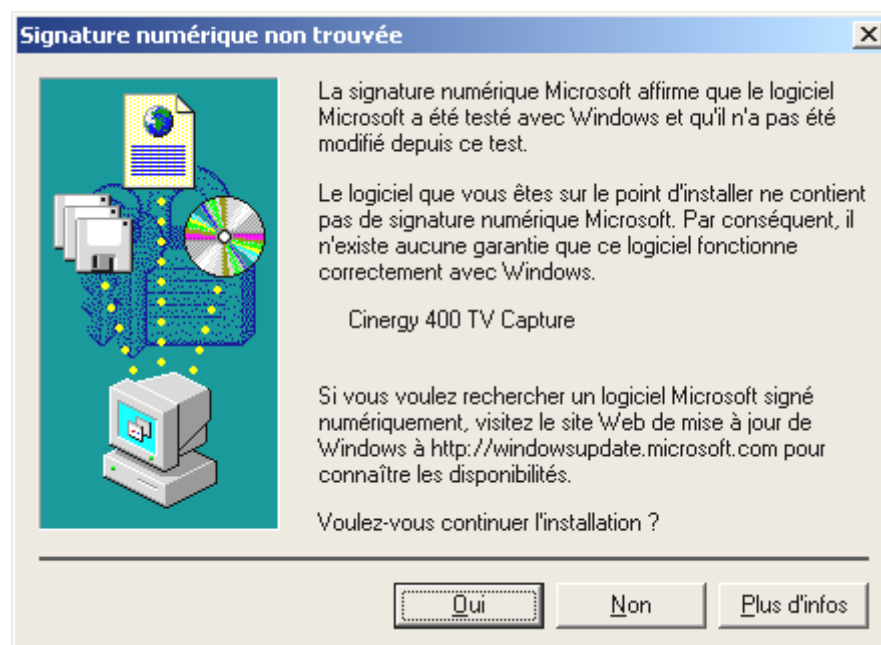 Signature numérique non trouvée
La signature numérique Microsoft affirme que le logiciel
Microsoft a été testé avec Windows et qu'il n'a pas été
modifié depuis ce test.
Le logiciel que vous êtes sur le point d'installer ne contient
pas de signature numérique Microsoft. Par conséquent, il
n'existe aucune garantie que ce logiciel fonctionne
correctement avec Windows.
Cinergy 400 TV Capture
Si vous voulez rechercher un logiciel Microsoft signé
numériquement, visitez le site Web de mise à jour de
Windows à http://windowsupdate.microsoft.com pour
connaître les disponibilités.
Voulez-vous continuer l'installation ?
Oui Non Plus d'infos